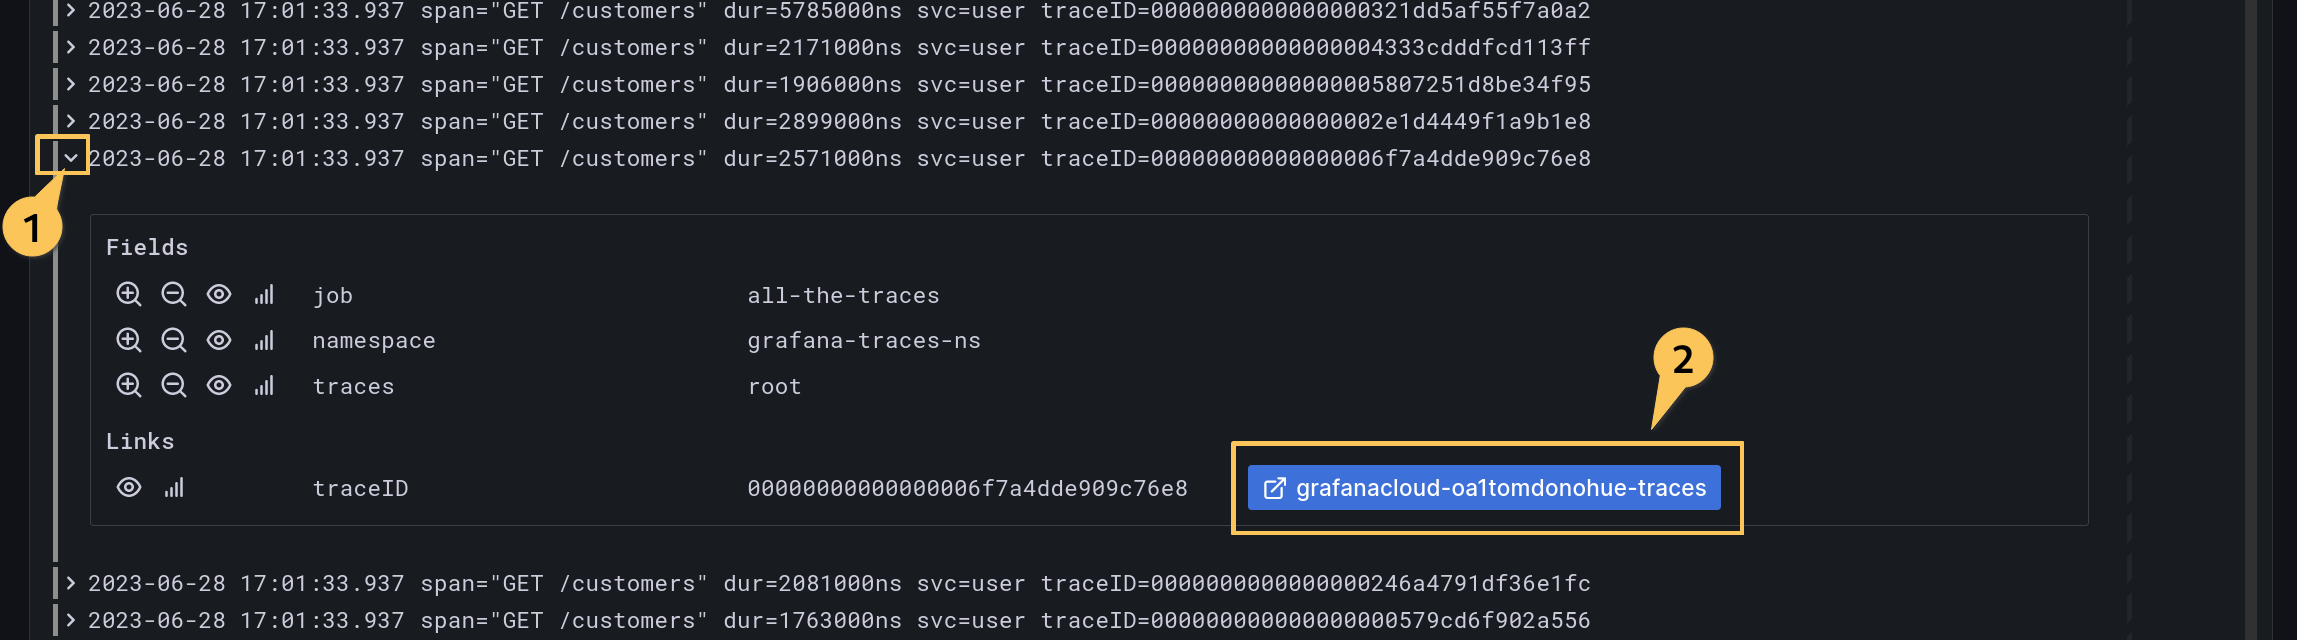 2023-06-28 17:01:33.937 span="GET /customers" dur=5785000ns svc=user traceID=0000000000000000321dd5af55f7a0a2
2023-06-28 17:01:33.937 span="GET /customers" dur=2171000ns svc=user traceID=00000000000000004333cdddfcd113ff
2023-06-28 17:01:33.937 span="GET /customers" dur=1906000ns svc=user traceID=00000000000000005807251d8be34f95
2023-06-28 17:01:33.937 span="GET /customers" dur=2899000ns svc=user traceID=00000000000000002e1d4449f1a9b1e8
2023-06-28 17:01:33.937 span="GET /customers" dur=2571000ns svc=user traceID=00000000000000006f7a4dde909c76e8
1
Fields
job all-the-traces
namespace grafana-traces-ns
traces root
2
Links
traceID 00000000000000006f7a4dde909c76e8 grafanacloud-oa1tomdonohue-traces
2023-06-28 17:01:33.937 span="GET /customers" dur=2081000ns svc=user traceID=0000000000000000246a4791df36e1fc
2023-06-28 17:01:33.937 span="GET /customers" dur=1763000ns svc=user traceID=000000000000000000579cd6f902a556